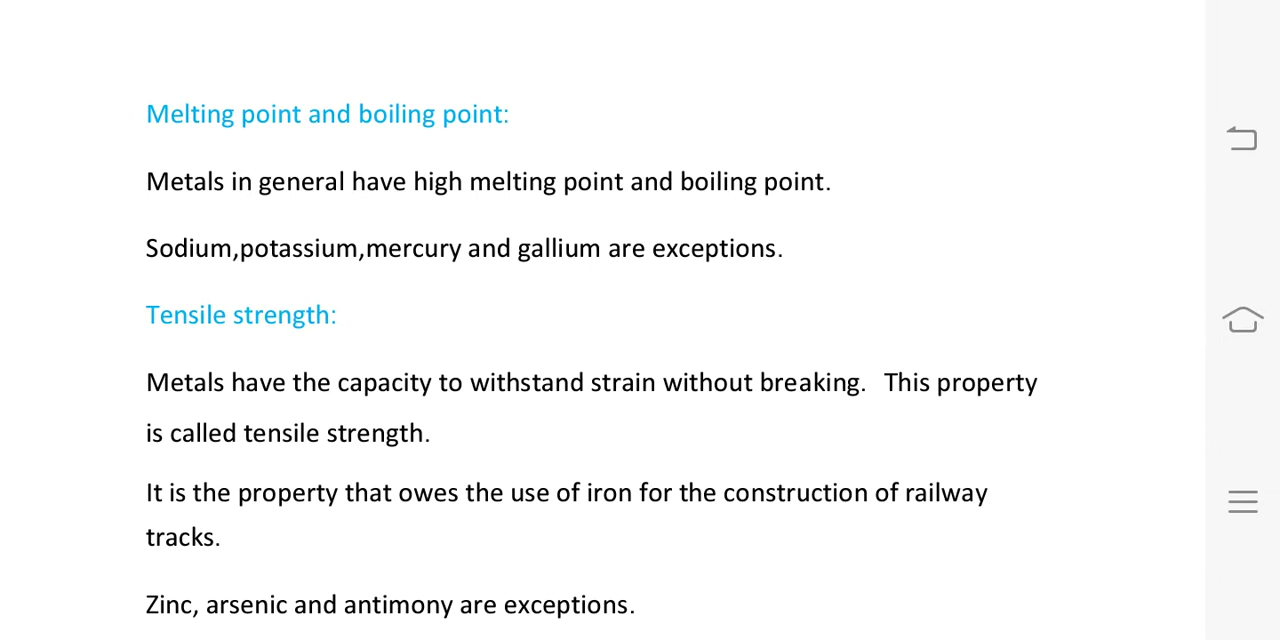 Melting point and boiling point:
Metals in general have high melting point and boiling point.
Sodium,potassium,mercury and gallium are exceptions.
Tensile strength:
Metals have the capacity to withstand strain without breaking. This property
is called tensile strength.
It is the property that owes the use of iron for the construction of railway
tracks.
Zinc, arsenic and antimony are exceptions.